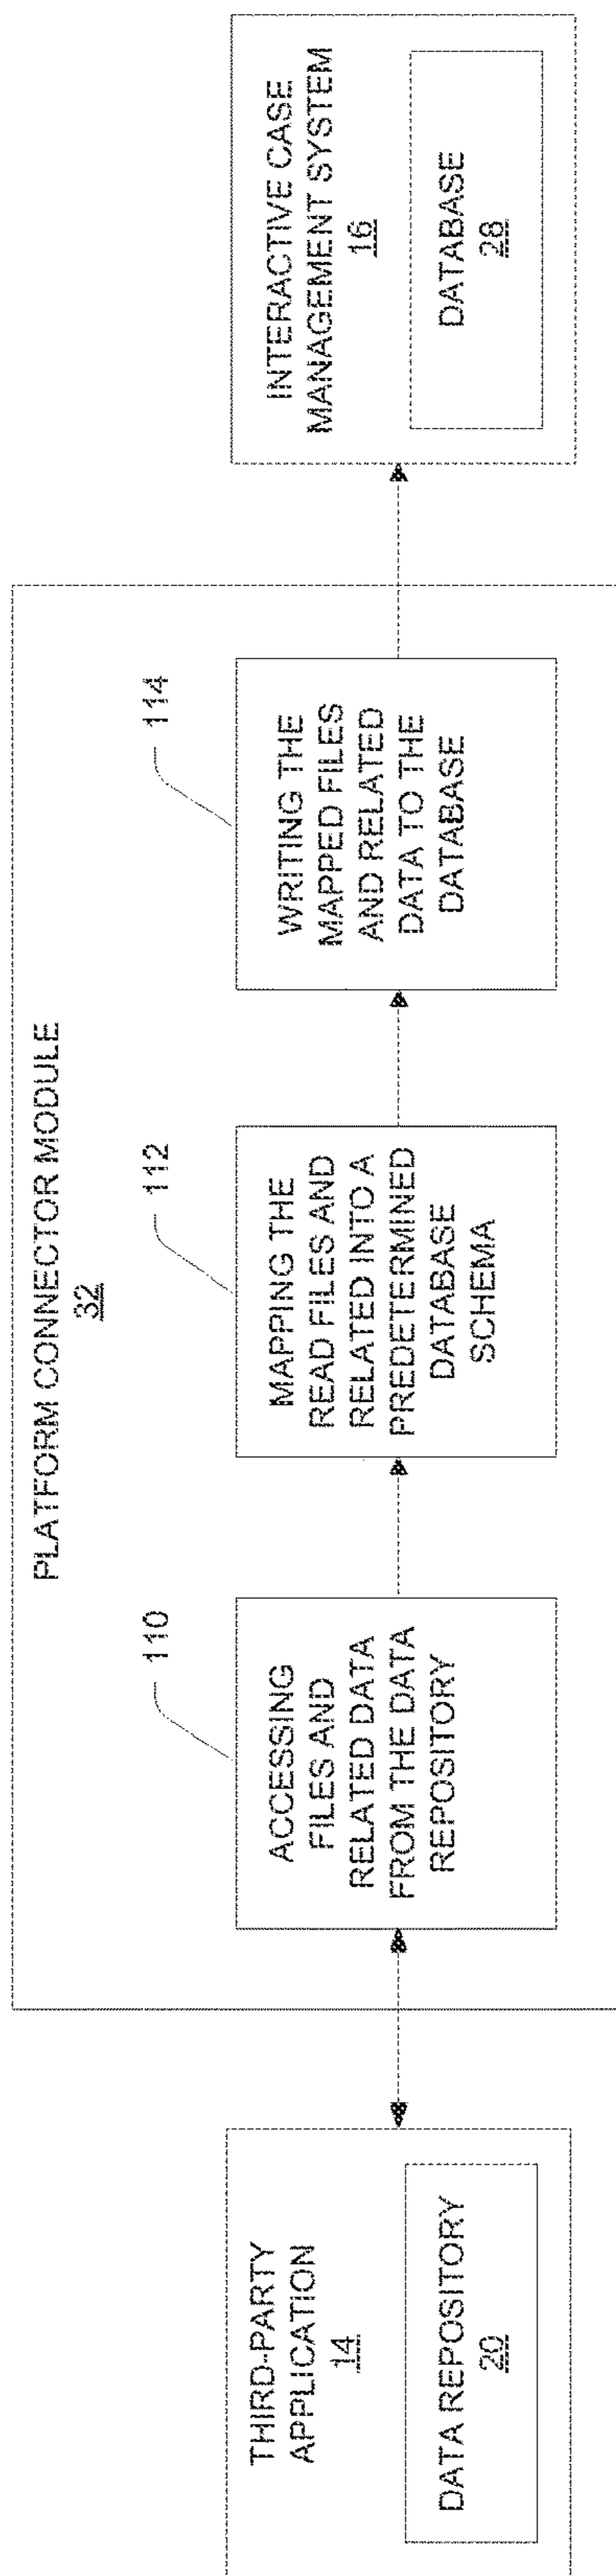 PLATFORM CONNECTOR MODULE
32
THIRD-PARTY
APPLICATION
14
DATA REPOSITORY
20
110
ACCESSING
FILES AND
RELATED DATA
FROM THE DATA
REPOSITORY
112
MAPPING THE
READ FILES AND
RELATED INTO A
PREDETERMINED
DATABASE
SCHEMA
114
WRITING THE
MAPPED FILES
AND RELATED
DATA TO THE
DATABASE
INTERACTIVE CASE
MANAGEMENT SYSTEM
16
DATABASE
28